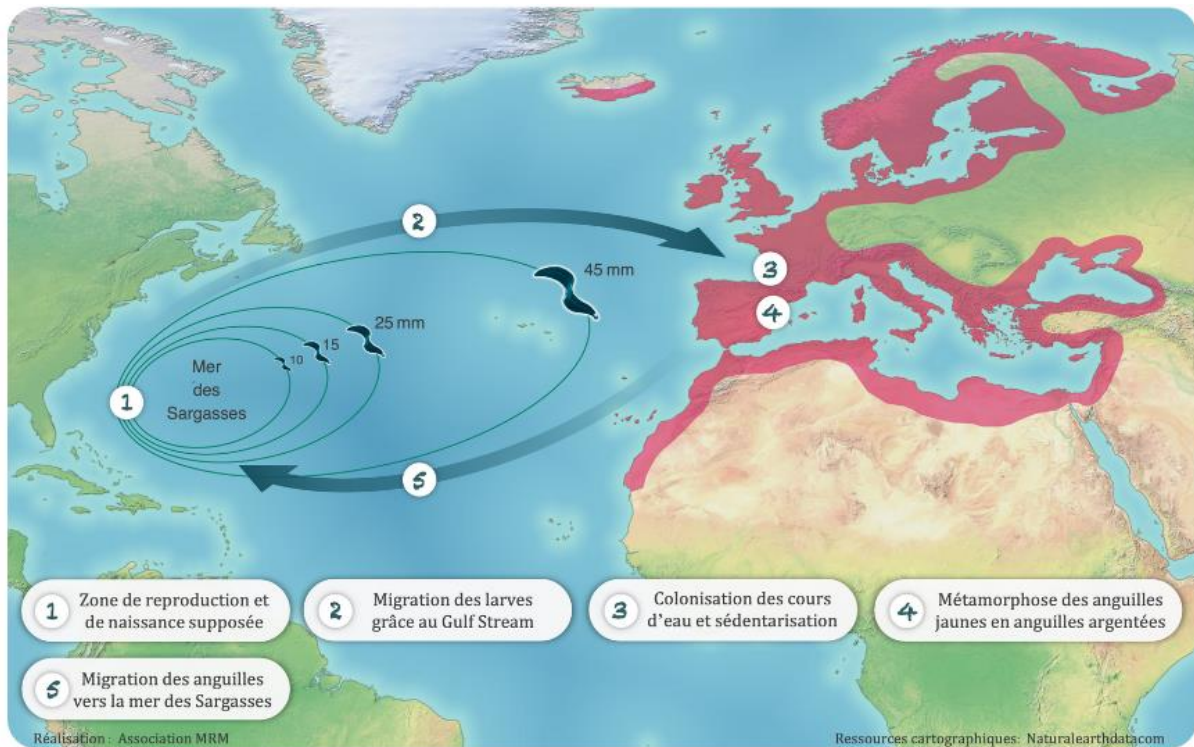 2
45 mm
3
25 mm
4
15
10
Mer
des
Sargasses
1
5
1 Zone de reproduction et
de naissance supposée
2 Migration des larves
grâce au Gulf Stream
3 Colonisation des cours
d'eau et sédentarisation
4 Métamorphose des anguilles
jaunes en anguilles argentées
5 Migration des anguilles
vers la mer des Sargasses
Réalisation : Association MRM
Ressources cartographiques: Naturalearthdatacom